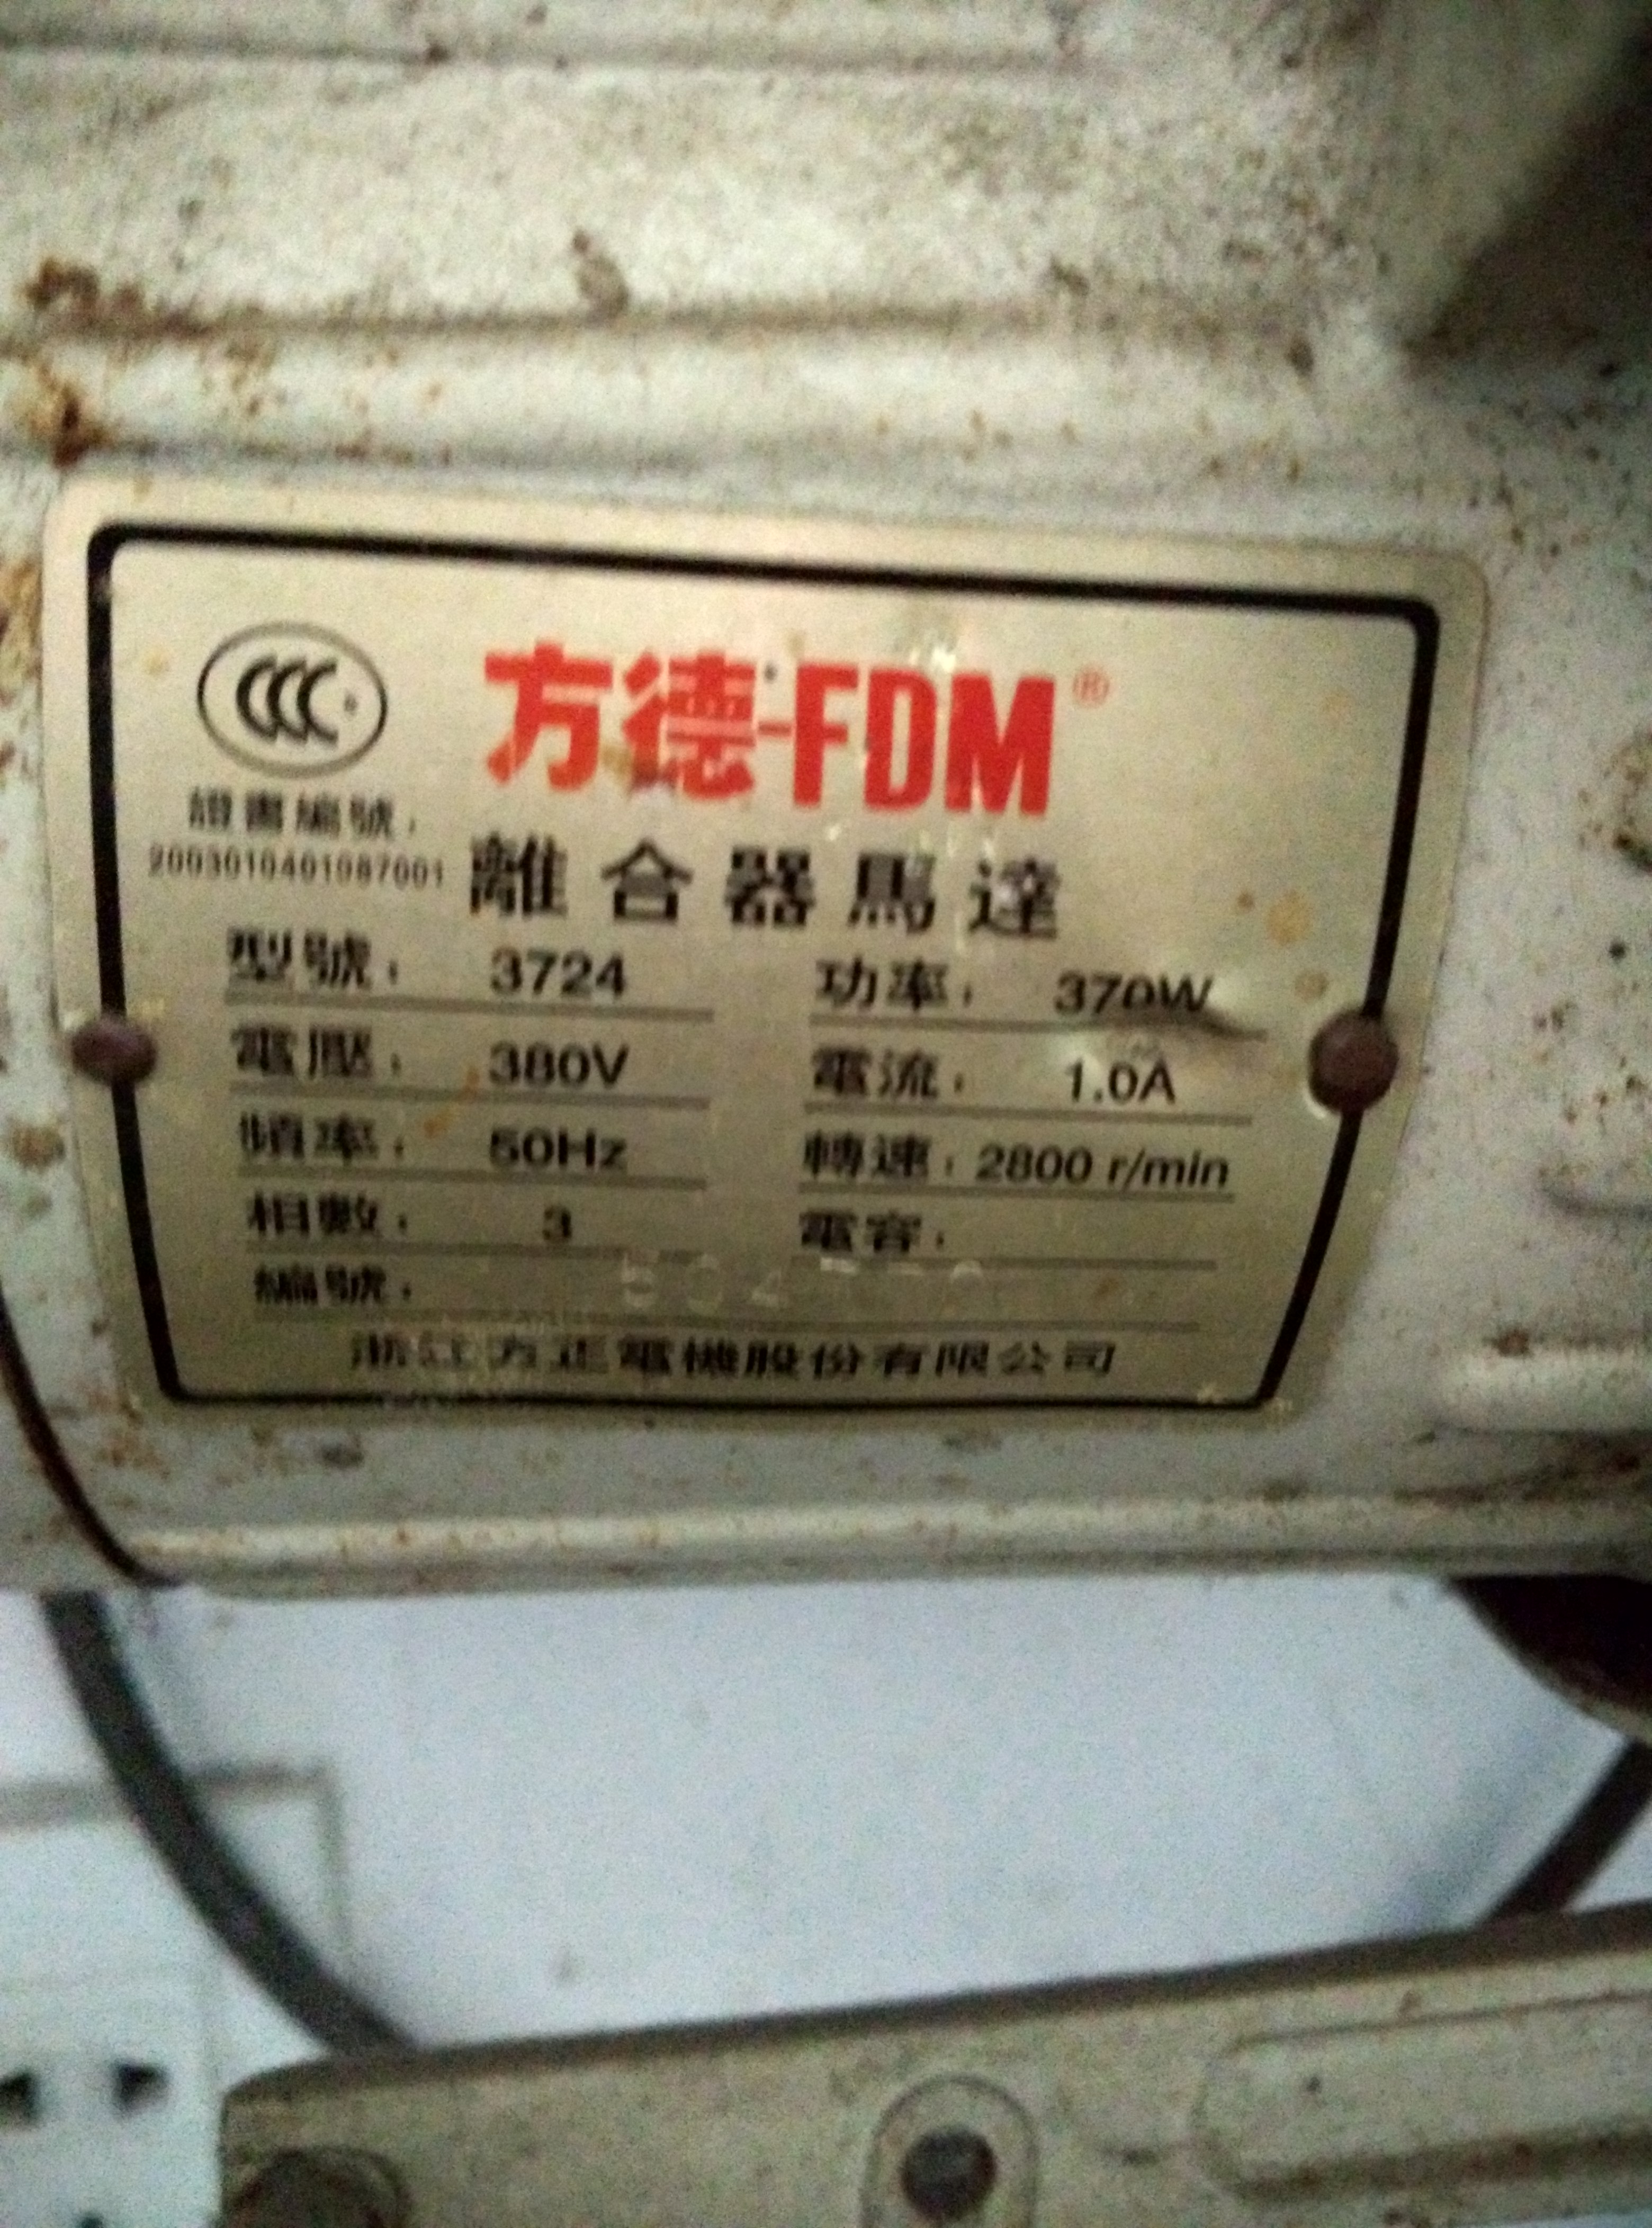 CCC
方德-FDM®
證書編號:
2003010401087001
離合器馬達
型號: 3724 功率: 370W
電壓: 380V 電流: 1.0A
頻率: 50Hz 轉速: 2800 r/min
相數: 3 電容:
編號:
浙江方正電機股份有限公司